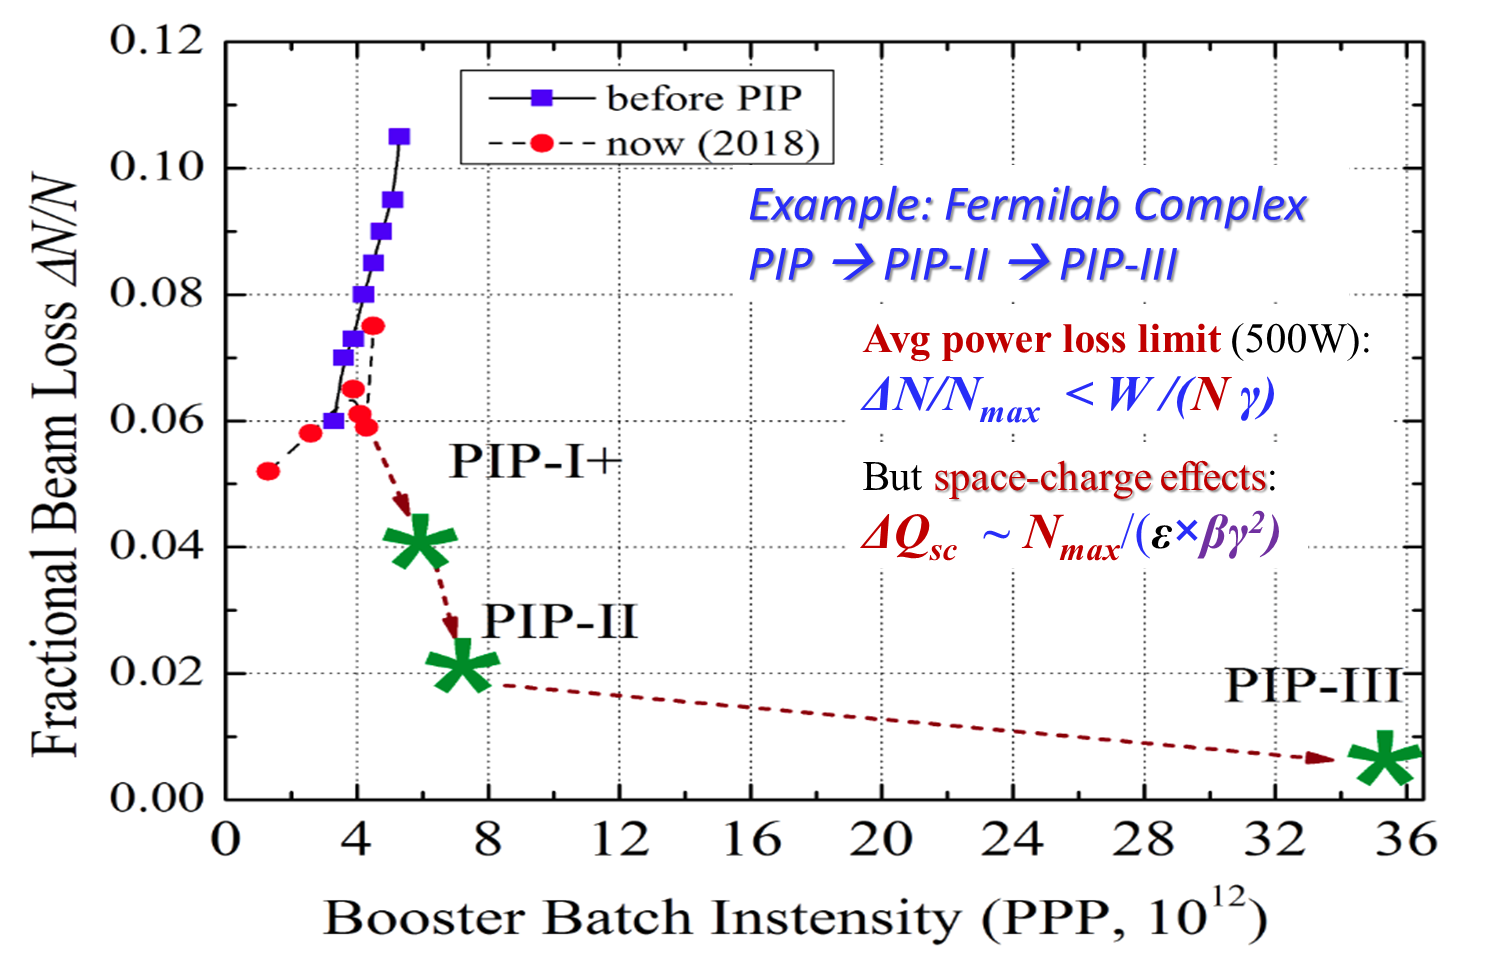 0.12
0.10
0.08
0.06
0.04
0.02
0.00
Fractional Beam Loss ΔN/N
before PIP
now (2018)
Example: Fermilab Complex
PIP → PIP-II → PIP-III
Avg power loss limit (500W):
ΔN/Nmax < W /(N γ)
But space-charge effects:
ΔQsc ~ Nmax/(ε×βγ²)
PIP-I+
PIP-II
PIP-III
0 4 8 12 16 20 24 28 32 36
Booster Batch Instensity (PPP, 10¹²)